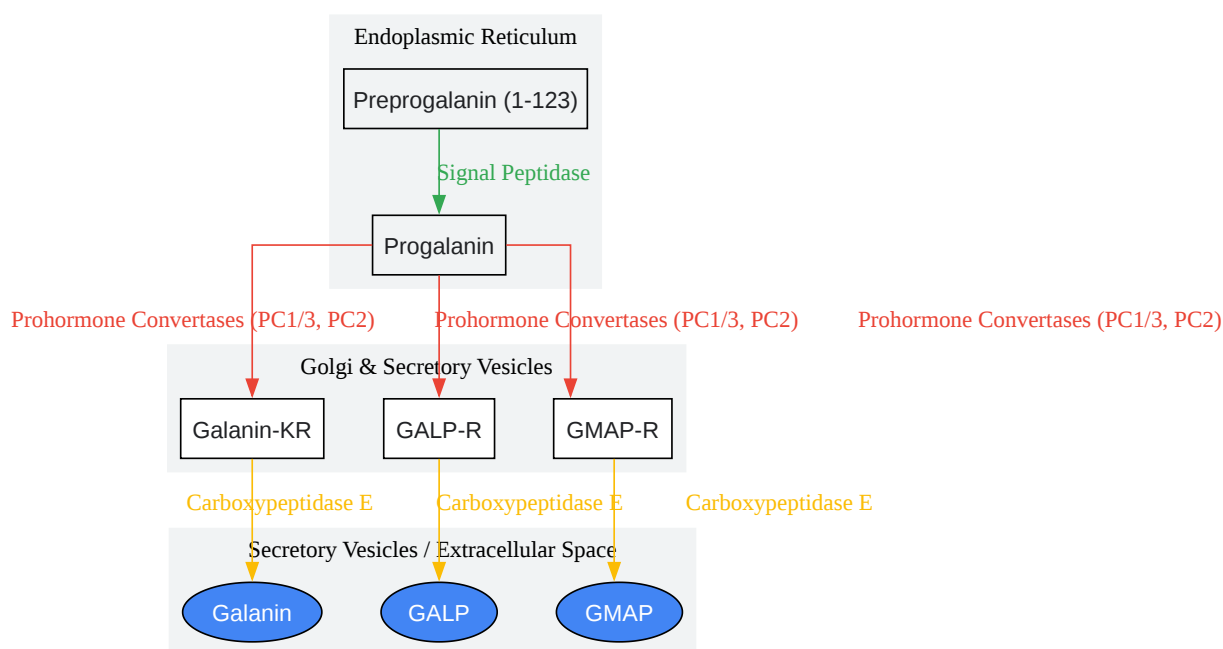 Endoplasmic Reticulum
Preprogalanin (1-123)
Signal Peptidase
Progalanin
Prohormone Convertases (PC1/3, PC2)
Prohormone Convertases (PC1/3, PC2)
Prohormone Convertases (PC1/3, PC2)
Golgi & Secretory Vesicles
Galanin-KR
GALP-R
GMAP-R
Carboxypeptidase E
Carboxypeptidase E
Carboxypeptidase E
Secretory Vesicles / Extracellular Space
Galanin
GALP
GMAP